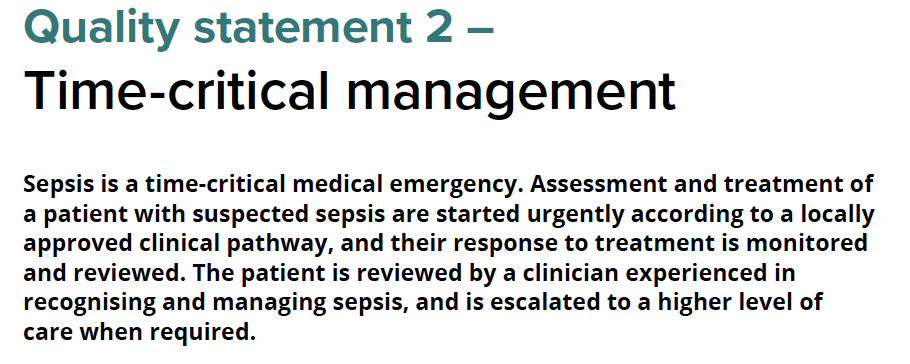 Quality statement 2 –
Time-critical management
Sepsis is a time-critical medical emergency. Assessment and treatment of
a patient with suspected sepsis are started urgently according to a locally
approved clinical pathway, and their response to treatment is monitored
and reviewed. The patient is reviewed by a clinician experienced in
recognising and managing sepsis, and is escalated to a higher level of
care when required.